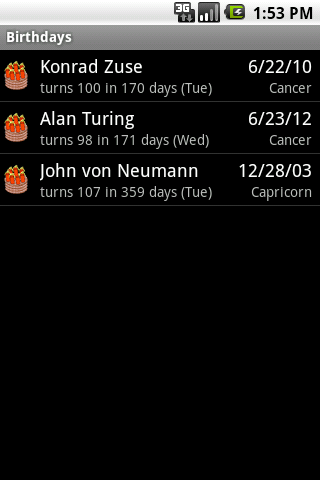 3G 1:53 PM
Birthdays
Konrad Zuse 6/22/10
turns 100 in 170 days (Tue) Cancer
Alan Turing 6/23/12
turns 98 in 171 days (Wed) Cancer
John von Neumann 12/28/03
turns 107 in 359 days (Tue) Capricorn